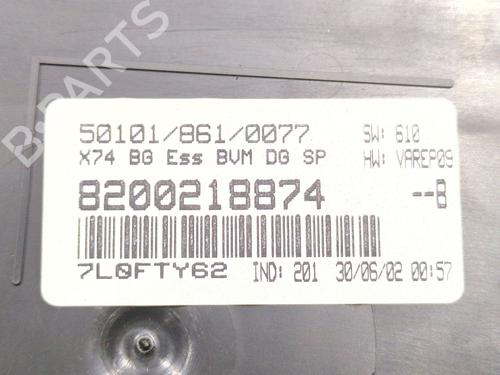 50101/861/0077 SW: 610
X74 BG Ess BVM DG SP HW: VAREP09
8200218874 --B
7L0FTY62 IND: 201 30/06/02 00:57
B-PARTS